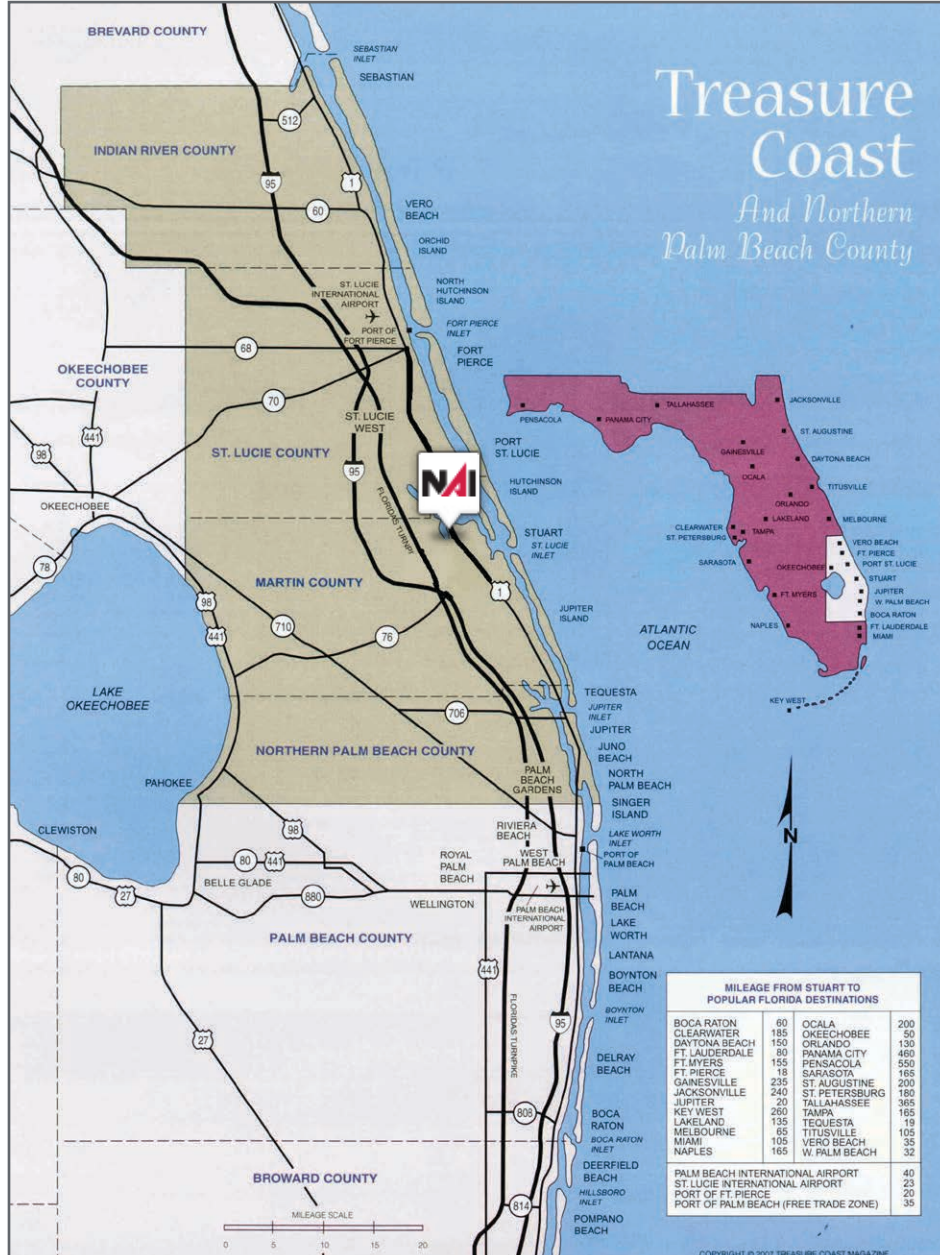 BREVARD COUNTY
SEBASTIAN
INLET
SEBASTIAN
Treasure
Coast
And Northern
Palm Beach County
512
INDIAN RIVER COUNTY
95
1
60
VERO
BEACH
ORCHID
ISLAND
ST. LUCIE
INTERNATIONAL
AIRPORT
NORTH
HUTCHINSON
ISLAND
PORT OF
FORT PIERCE
FORT PIERCE
INLET
68
FORT
PIERCE
OKEECHOBEE
COUNTY
70
441
98
ST. LUCIE
WEST
ST. LUCIE COUNTY
95
PORT
ST. LUCIE
NAI
HUTCHINSON
ISLAND
FLORIDAS TURNPI
OKEECHOBEE
STUART
ST. LUCIE
INLET
78
98
441
MARTIN COUNTY
1
710
76
JUPITER
ISLAND
LAKE
OKEECHOBEE
TEQUESTA
706
JUPITER
INLET
JUPITER
NORTHERN PALM BEACH COUNTY
JUNO
BEACH
PAHOKEE
PALM
BEACH
GARDENS
NORTH
PALM BEACH
SINGER
ISLAND
CLEWISTON
98
RIVIERA
BEACH
LAKE WORTH
INLET
PORT OF
PALM BEACH
80
441
ROYAL
PALM
BEACH
WEST
PALM BEACH
80
27
BELLE GLADE
880
WELLINGTON
PALM BEACH
INTERNATIONAL
AIRPORT
PALM
BEACH
LAKE
WORTH
PALM BEACH COUNTY
LANTANA
441
BOYNTON
BEACH
FLORIDAS TURNPIKE
95
BOYNTON
INLET
27
DELRAY
BEACH
808
BOCA
RATON
BOCA RATON
INLET
BROWARD COUNTY
DEERFIELD
BEACH
HILLSBORO
INLET
814
POMPANO
BEACH
MILEAGE SCALE
0 5 10 15 20
PENSACOLA
PANAMA CITY
TALLAHASSEE
JACKSONVILLE
ST. AUGUSTINE
GAINESVILLE
OCALA
DAYTONA BEACH
TITUSVILLE
ORLANDO
LAKELAND
MELBOURNE
CLEARWATER
ST. PETERSBURG
TAMPA
VERO BEACH
FT. PIERCE
PORT ST. LUCIE
OKEECHOBEE
SARASOTA
STUART
JUPITER
W. PALM BEACH
FT. MYERS
BOCA RATON
NAPLES
FT. LAUDERDALE
MIAMI
KEY WEST
ATLANTIC
OCEAN
N
MILEAGE FROM STUART TO
POPULAR FLORIDA DESTINATIONS
BOCA RATON 60 OCALA 200
CLEARWATER 185 OKEECHOBEE 50
DAYTONA BEACH 150 ORLANDO 130
FT. LAUDERDALE 80 PANAMA CITY 460
FT.MYERS 155 PENSACOLA 550
FT. PIERCE 18 SARASOTA 165
GAINESVILLE 235 ST. AUGUSTINE 200
JACKSONVILLE 240 ST. PETERSBURG 180
JUPITER 20 TALLAHASSEE 365
KEY WEST 260 TAMPA 165
LAKELAND 135 TEQUESTA 19
MELBOURNE 65 TITUSVILLE 105
MIAMI 105 VERO BEACH 35
NAPLES 165 W. PALM BEACH 32
PALM BEACH INTERNATIONAL AIRPORT 40
ST. LUCIE INTERNATIONAL AIRPORT 23
PORT OF FT. PIERCE 20
PORT OF PALM BEACH (FREE TRADE ZONE) 35
COPYRIGHT © 2007 TREASURE COAST MAGAZINE